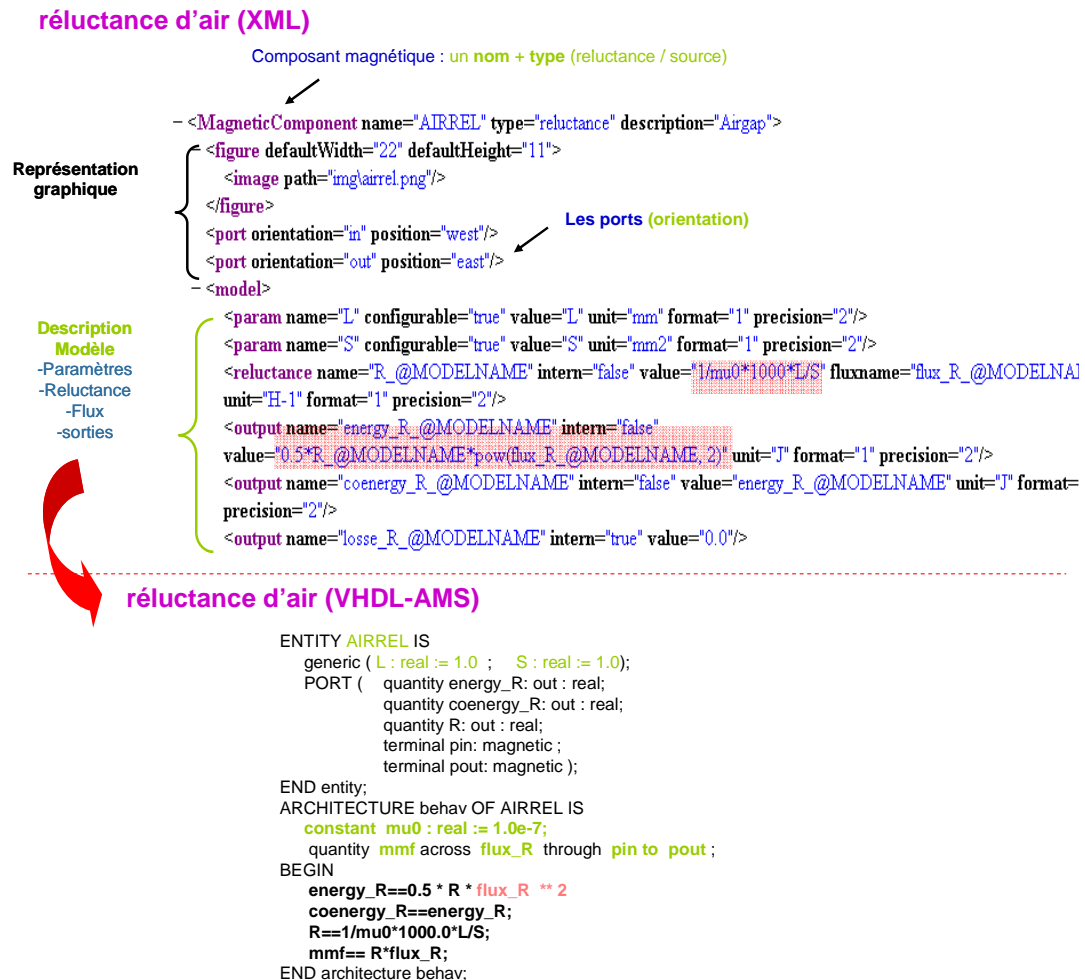 réluctance d'air (XML)
Composant magnétique : un nom + type (reluctance / source)
– <MagneticComponent name="AIRREL" type="reluctance" description="Airgap">
Représentation
graphique
– <figure defaultWidth="22" defaultHeight="11">
<image path="img\airrel.png"/>
</figure>
Les ports (orientation)
<port orientation="in" position="west"/>
<port orientation="out" position="east"/>
– <model>
Description
Modèle
-Paramètres
-Reluctance
-Flux
-sorties
<param name="L" configurable="true" value="L" unit="mm" format="1" precision="2"/>
<param name="S" configurable="true" value="S" unit="mm2" format="1" precision="2"/>
<reluctance name="R_@MODELNAME" intern="false" value="1/mu0*1000*L/S" fluxname="flux_R_@MODELNA
unit="H-1" format="1" precision="2"/>
<output name="energy_R_@MODELNAME" intern="false"
value="0.5*R_@MODELNAME*pow(flux_R_@MODELNAME, 2)" unit="J" format="1" precision="2"/>
<output name="coenergy_R_@MODELNAME" intern="false" value="energy_R_@MODELNAME" unit="J" format=
precision="2"/>
<output name="losse_R_@MODELNAME" intern="true" value="0.0"/>
réluctance d'air (VHDL-AMS)
ENTITY AIRREL IS
generic ( L : real := 1.0 ; S : real := 1.0);
PORT ( quantity energy_R: out : real;
quantity coenergy_R: out : real;
quantity R: out : real;
terminal pin: magnetic ;
terminal pout: magnetic );
END entity;
ARCHITECTURE behav OF AIRREL IS
constant mu0 : real := 1.0e-7;
quantity mmf across flux_R through pin to pout ;
BEGIN
energy_R==0.5 * R * flux_R ** 2
coenergy_R==energy_R;
R==1/mu0*1000.0*L/S;
mmf== R*flux_R;
END architecture behav;